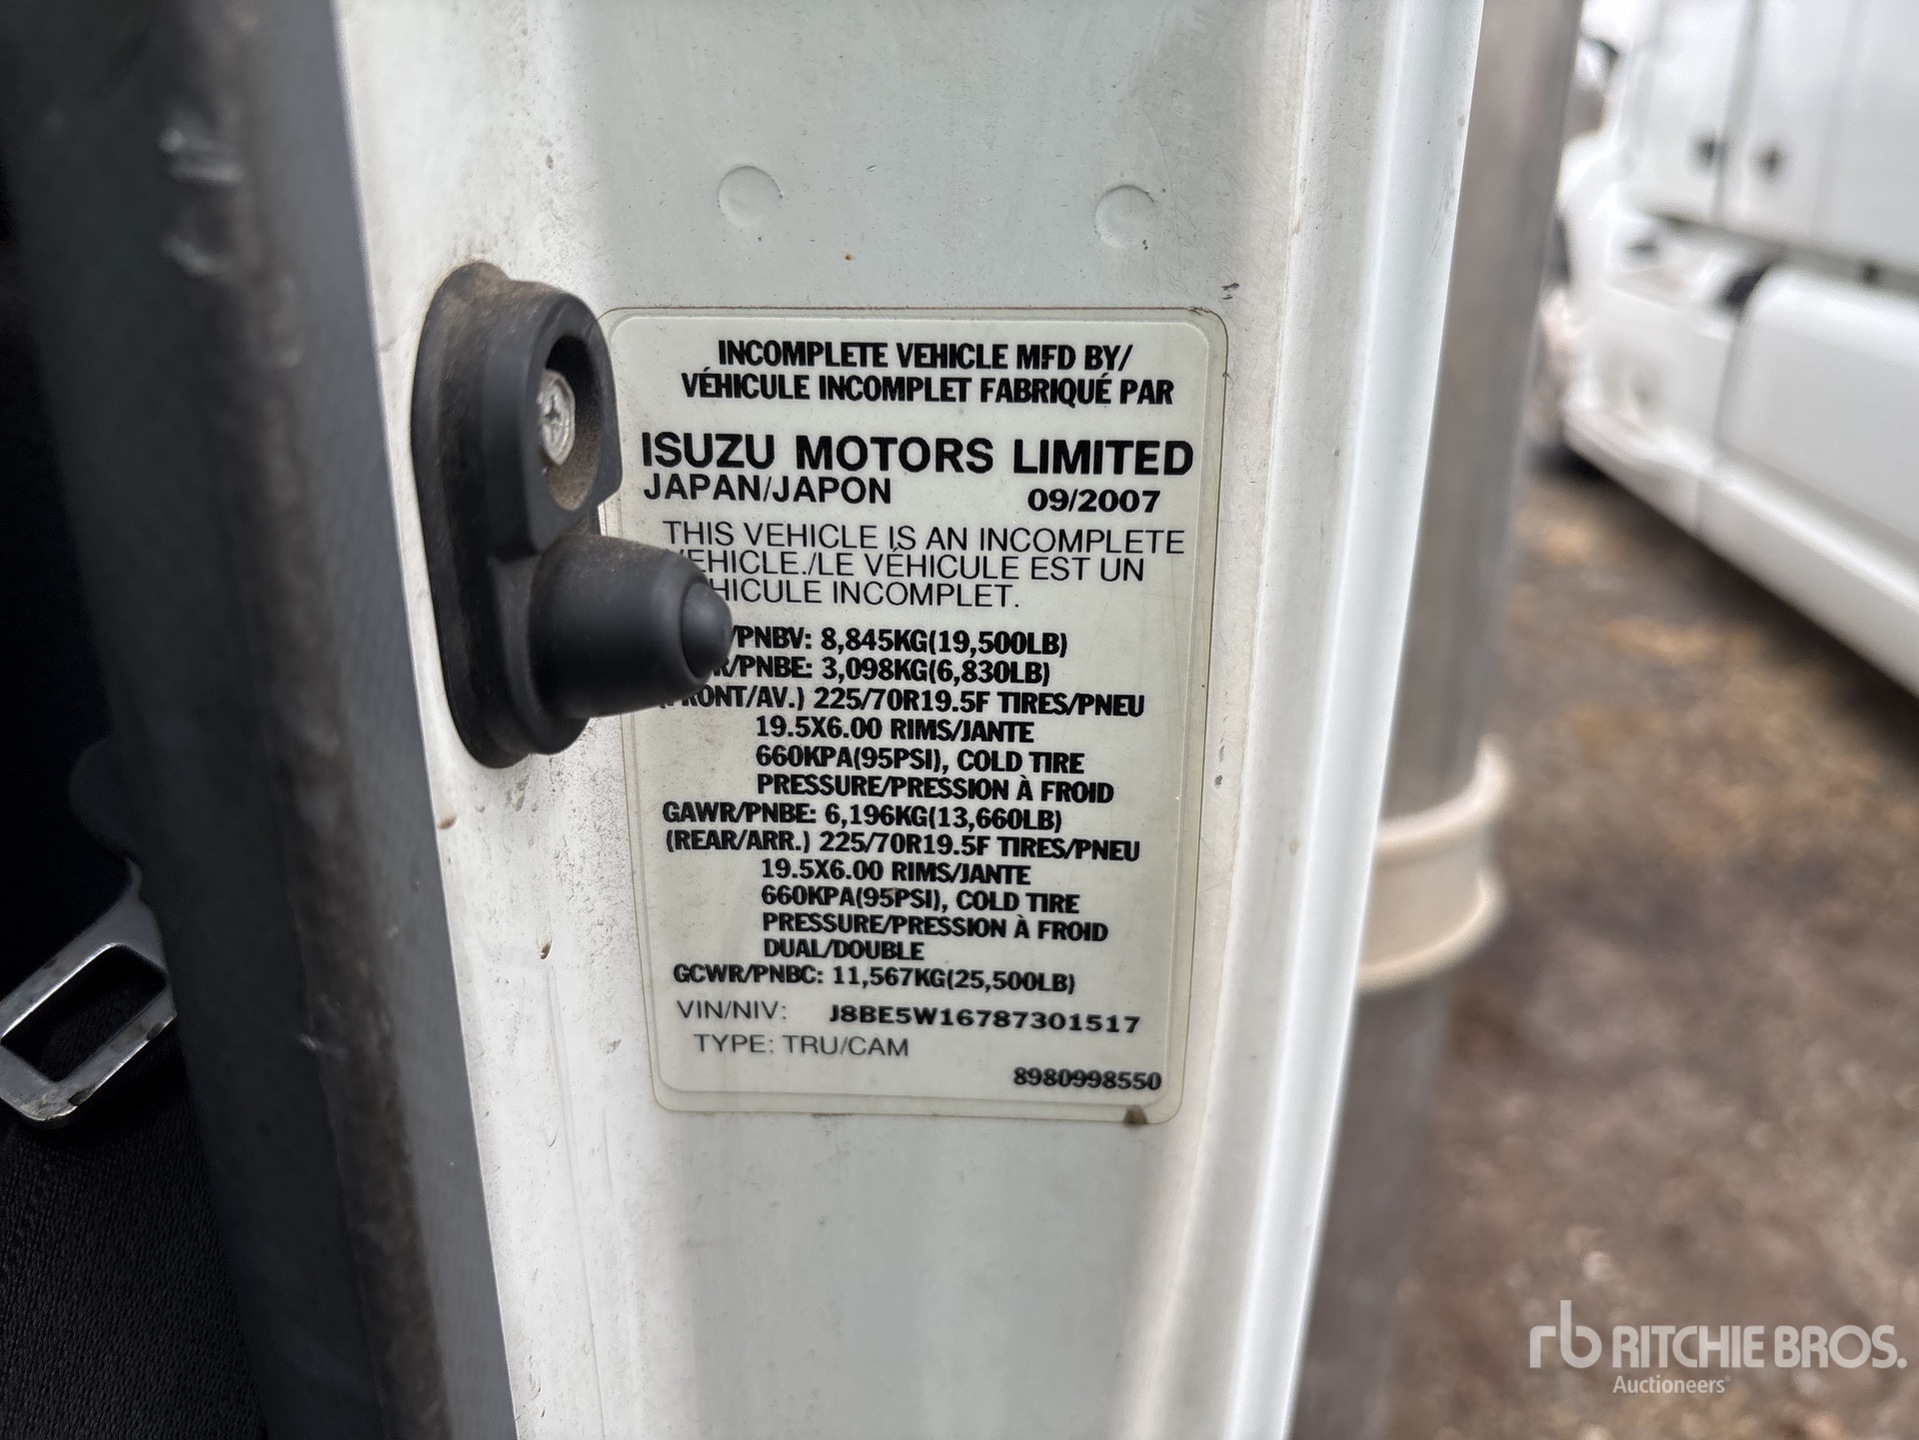 INCOMPLETE VEHICLE MFD BY/
VÉHICULE INCOMPLET FABRIQUÉ PAR
ISUZU MOTORS LIMITED
JAPAN/JAPON 09/2007
THIS VEHICLE IS AN INCOMPLETE
VEHICLE./LE VÉHICULE EST UN
HICULE INCOMPLET.
/PNBV: 8,845KG(19,500LB)
R/PNBE: 3,098KG(6,830LB)
(FRONT/AV.) 225/70R19.5F TIRES/PNEU
19.5X6.00 RIMS/JANTE
660KPA(95PSI), COLD TIRE
PRESSURE/PRESSION À FROID
GAWR/PNBE: 6,196KG(13,660LB)
(REAR/ARR.) 225/70R19.5F TIRES/PNEU
19.5X6.00 RIMS/JANTE
660KPA(95PSI), COLD TIRE
PRESSURE/PRESSION À FROID
DUAL/DOUBLE
GCWR/PNBC: 11,567KG(25,500LB)
VIN/NIV: J8BE5W16787301517
TYPE: TRU/CAM
8980998550
rb RITCHIE BROS.
Auctioneers